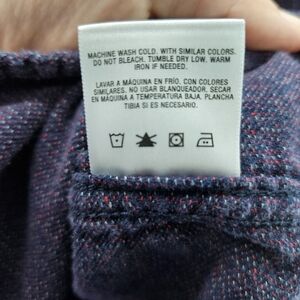 MACHINE WASH COLD. WITH SIMILAR COLORS.
DO NOT BLEACH. TUMBLE DRY LOW. WARM
IRON IF NEEDED.
LAVAR A MÁQUINA EN FRÍO. CON COLORES
SIMILARES. NO USAR BLANQUEADOR. SECAR
EN MÁQUINA A TEMPERATURA BAJA. PLANCHA
TIBIA SI ES NECESARIO.